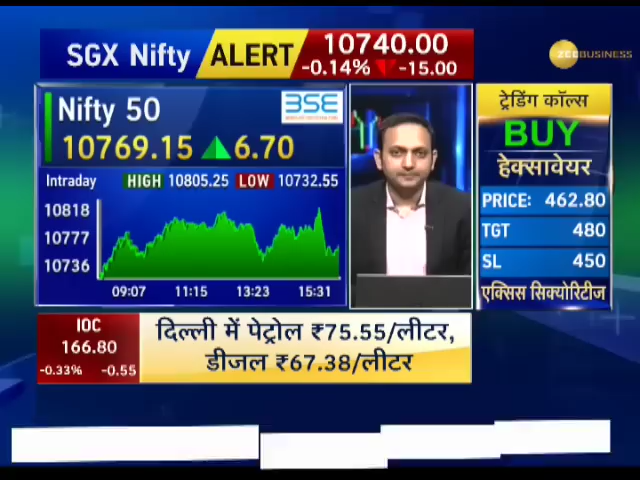 SGX Nifty ALERT 10740.00
-0.14% ▼ -15.00
ZEE BUSINESS
Nifty 50
BSE
10769.15 ▲ 6.70
Intraday HIGH 10805.25 LOW 10732.55
10818
10777
10736
09:07 11:15 13:23 15:31
ट्रेडिंग कॉल्स
BUY
हेक्सावेयर
PRICE: 462.80
TGT 480
SL 450
एक्सिस सिक्योरिटीज
IOC
166.80
-0.33% -0.55
दिल्ली में पेट्रोल ₹75.55/लीटर,
डीजल ₹67.38/लीटर